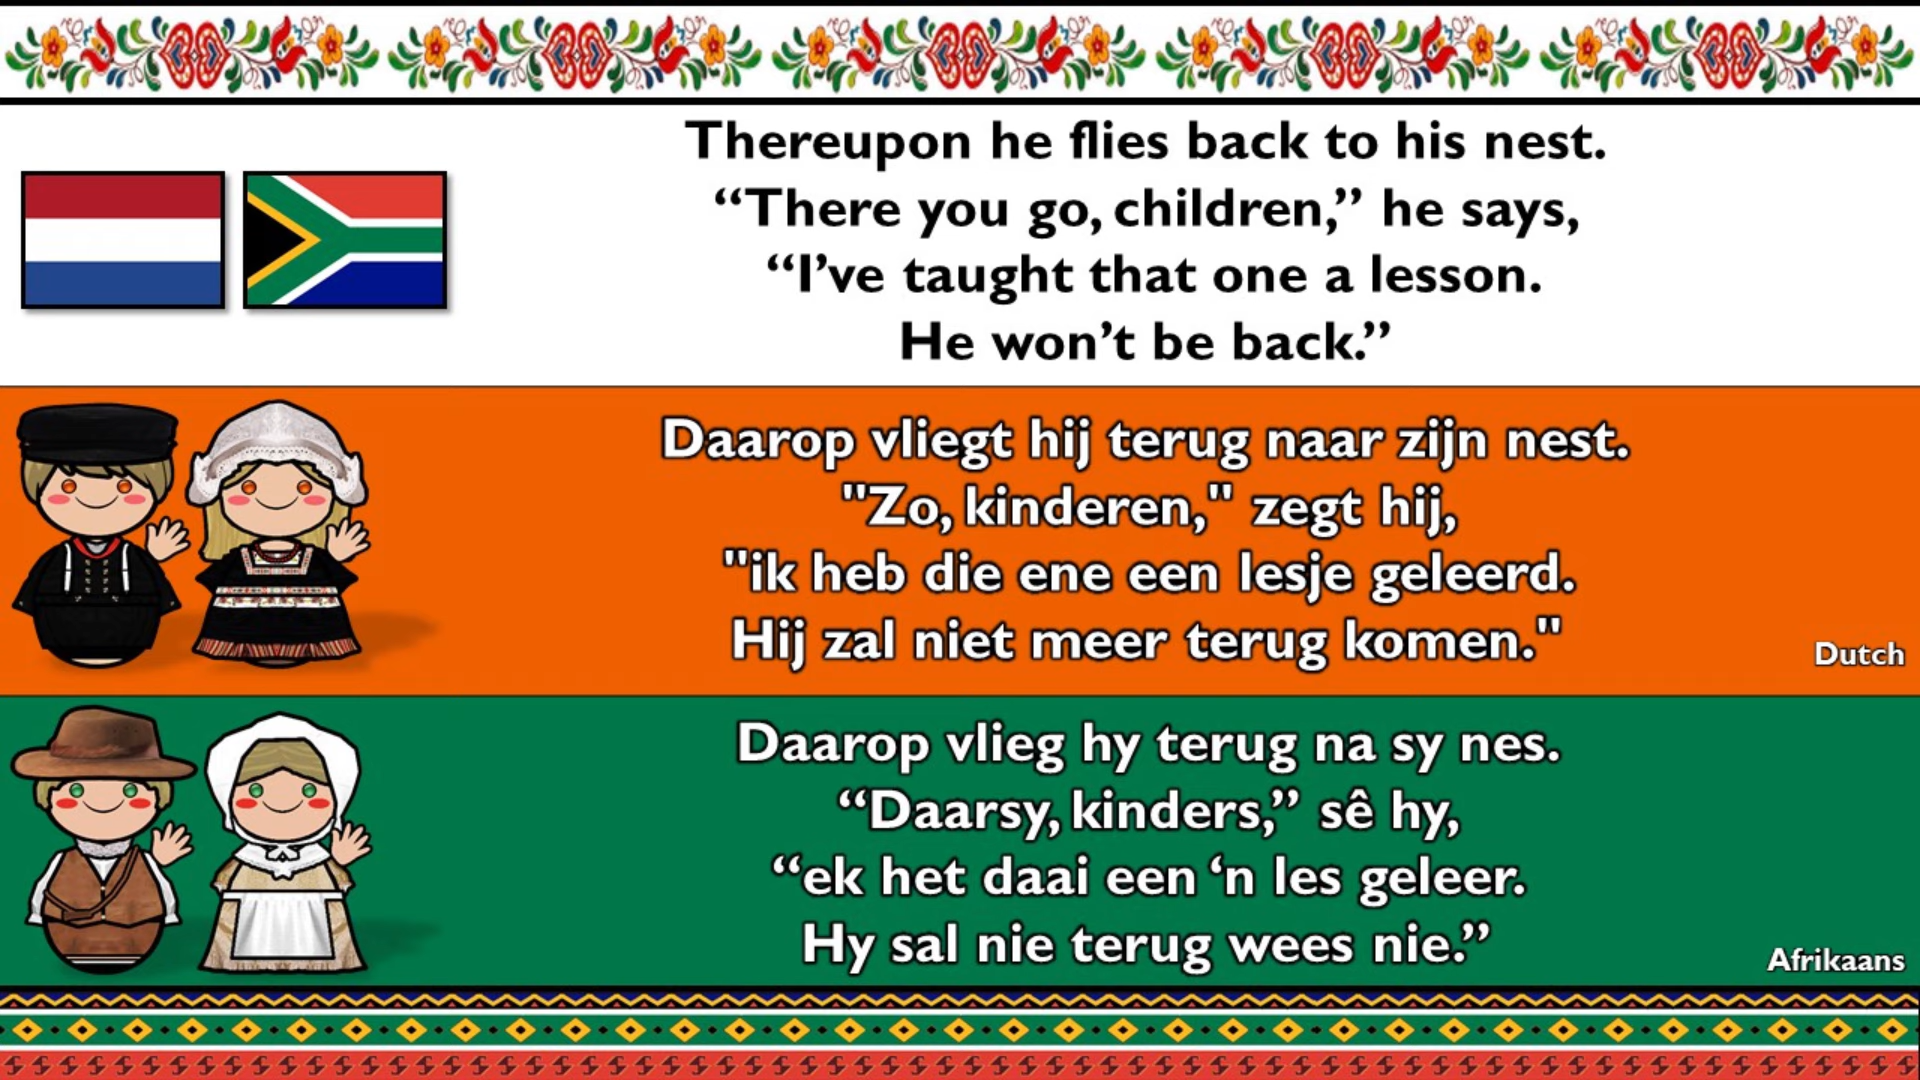 Thereupon he flies back to his nest.
“There you go, children,” he says,
“I’ve taught that one a lesson.
He won’t be back.”
Daarop vliegt hij terug naar zijn nest.
"Zo, kinderen," zegt hij,
"ik heb die ene een lesje geleerd.
Hij zal niet meer terug komen."
Dutch
Daarop vlieg hy terug na sy nes.
“Daarsy, kinders,” sê hy,
“ek het daai een ‘n les geleer.
Hy sal nie terug wees nie.”
Afrikaans